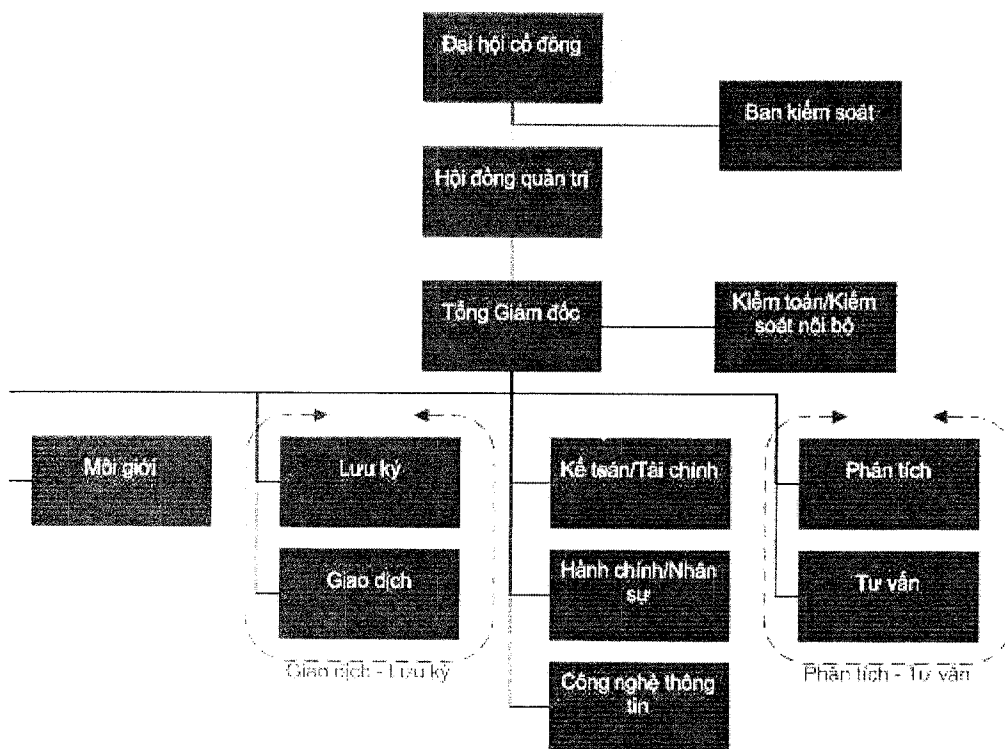 Đại hội cổ đông
Ban kiểm soát
Hội đồng quản trị
Tổng Giám đốc
Kiểm toán/Kiểm
soát nội bộ
Môi giới
Lưu ký
Kế toán/Tài chính
Phân tích
Giao dịch
Hành chính/Nhân
sự
Tư vấn
Giao dịch - Lưu ký
Phân tích - Tư vấn
Công nghệ thông
tin